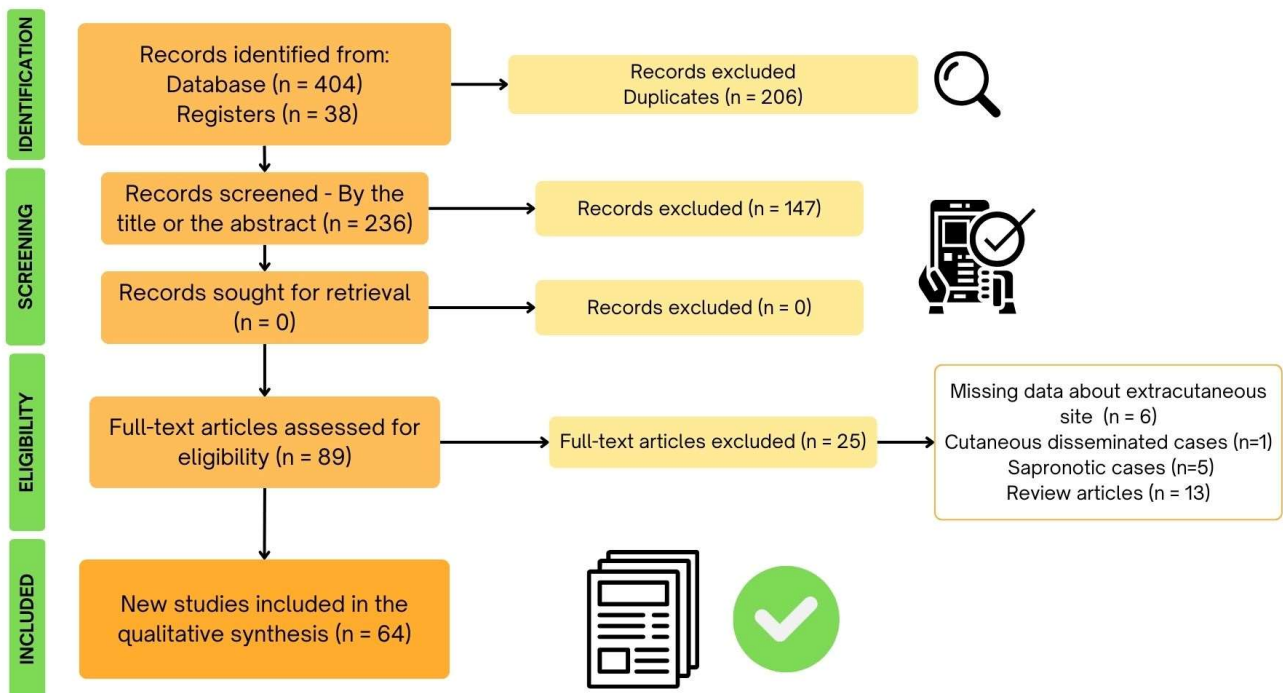 IDENTIFICATION
Records identified from:
Database (n = 404)
Registers (n = 38)
Records excluded
Duplicates (n = 206)
SCREENING
Records screened - By the
title or the abstract (n = 236)
Records excluded (n = 147)
Records sought for retrieval
(n = 0)
Records excluded (n = 0)
ELIGIBILITY
Full-text articles assessed for
eligibility (n = 89)
Full-text articles excluded (n = 25)
Missing data about extracutaneous
site (n = 6)
Cutaneous disseminated cases (n=1)
Sapronotic cases (n=5)
Review articles (n = 13)
INCLUDED
New studies included in the
qualitative synthesis (n = 64)